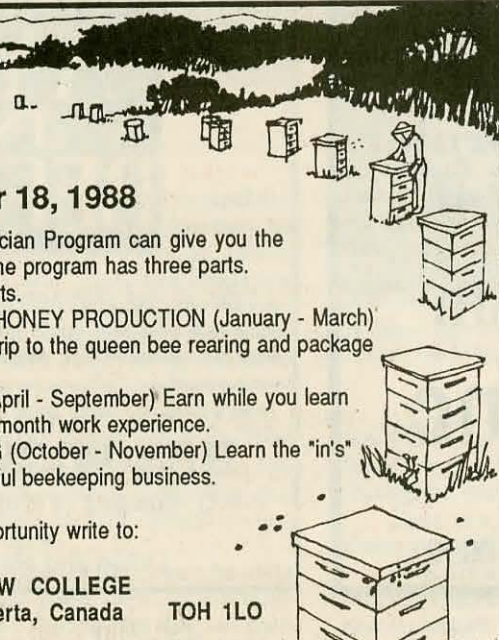 r 18, 1988
cian Program can give you the
ne program has three parts.
ts.
HONEY PRODUCTION (January - March)
rip to the queen bee rearing and package
April - September) Earn while you learn
month work experience.
G (October - November) Learn the "in's"
ul beekeeping business.
ortunity write to:
W COLLEGE
erta, Canada TOH 1LO